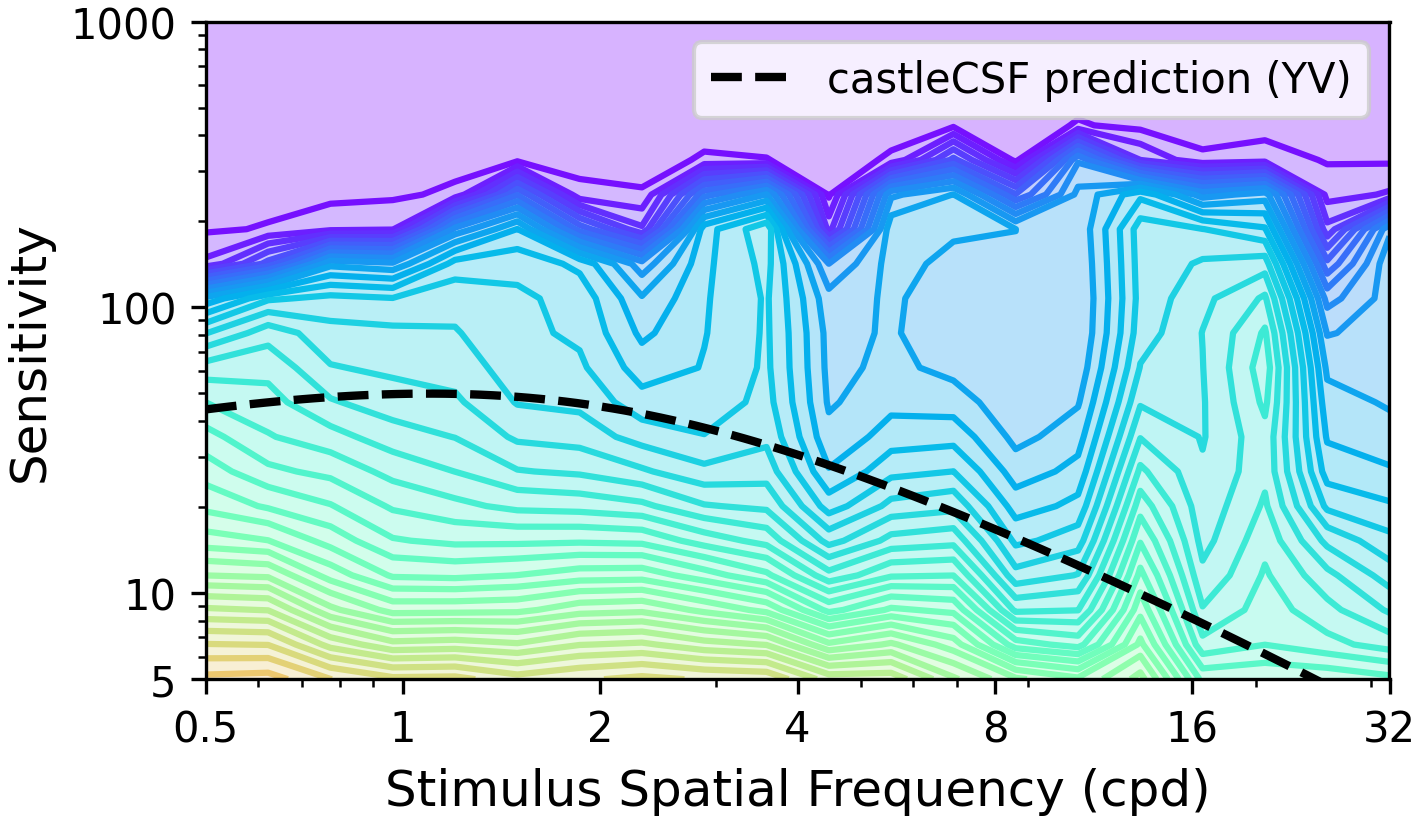 1000
castleCSF prediction (YV)
Sensitivity
100
10
5
0.5 1 2 4 8 16 32
Stimulus Spatial Frequency (cpd)